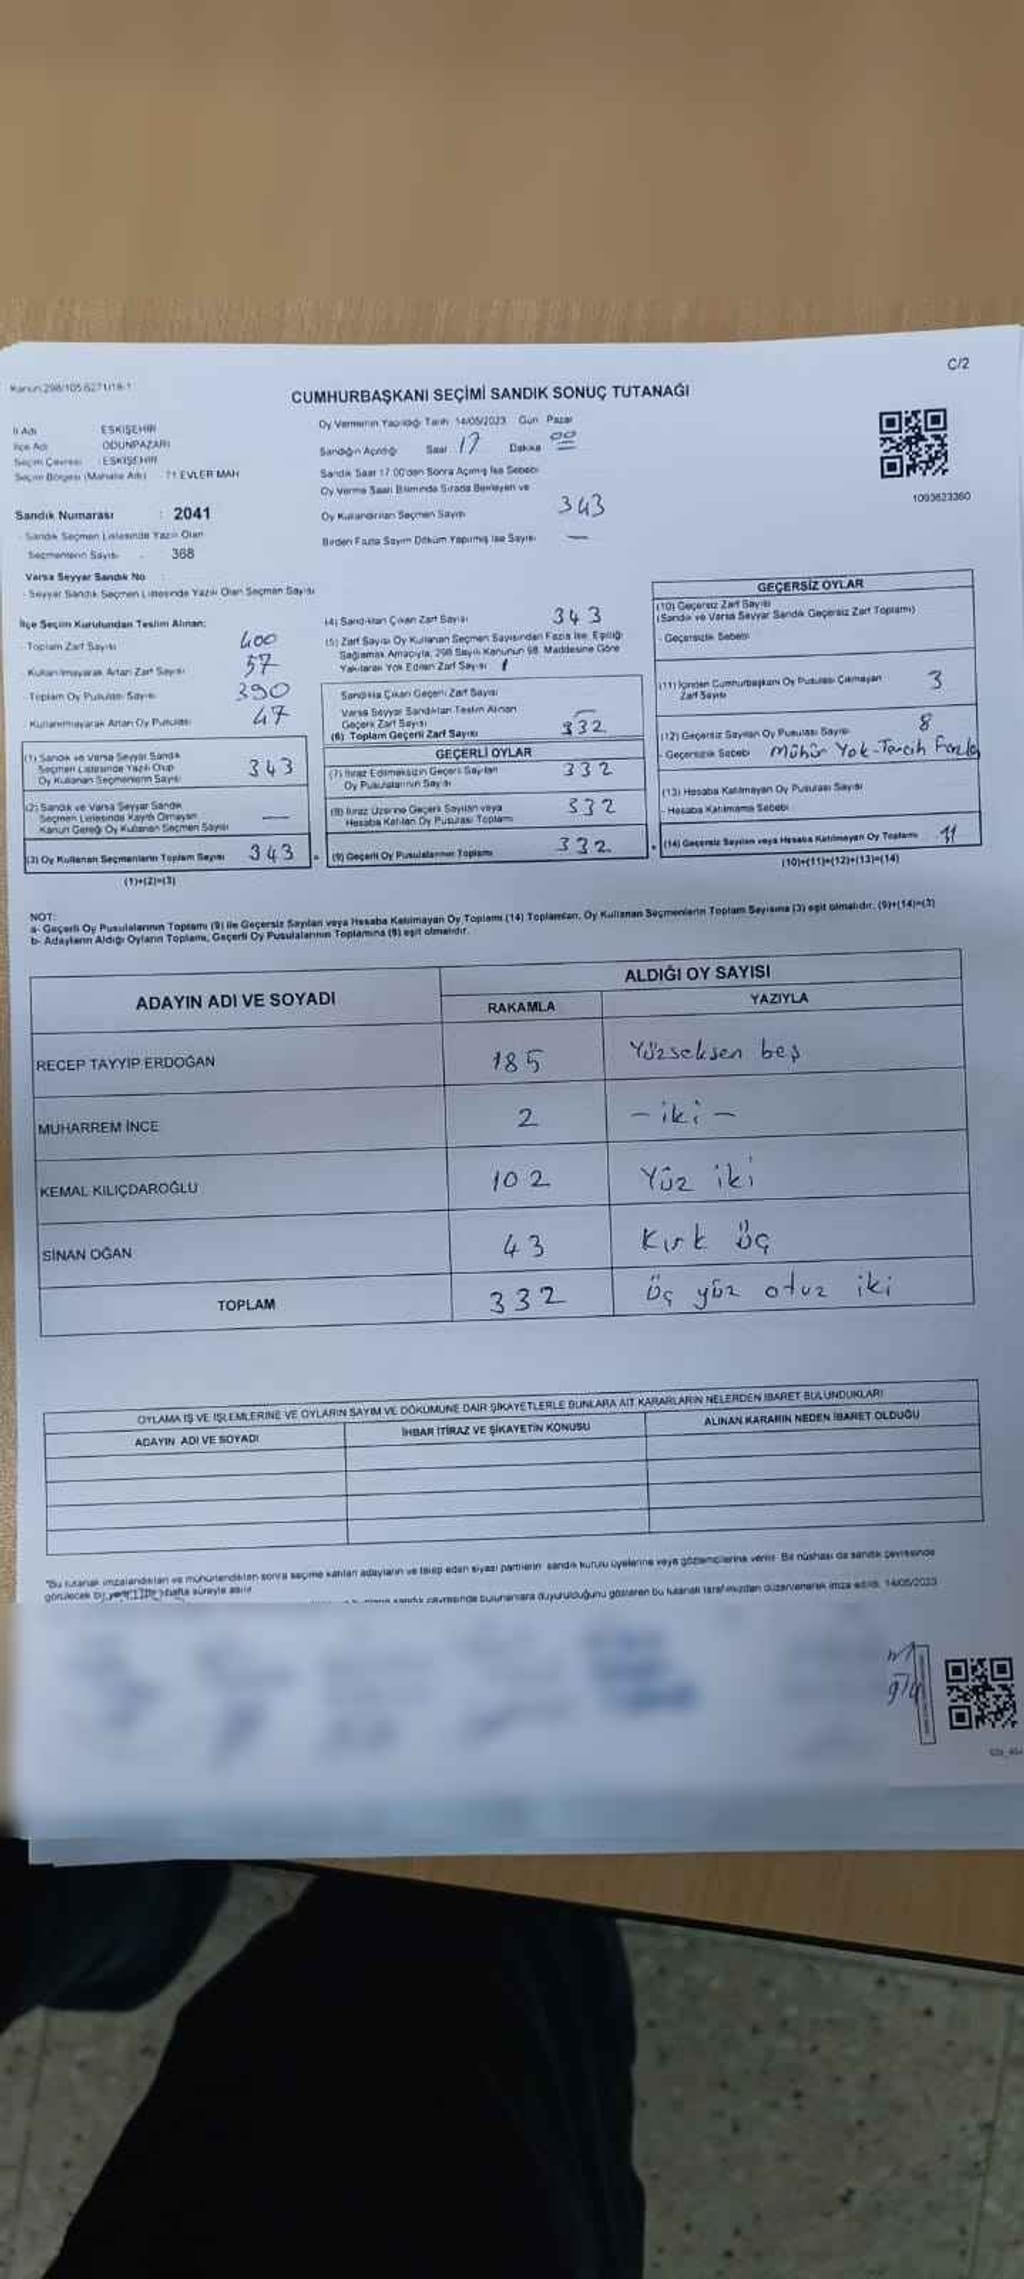 Kanun:298/105 6271/18-1
C/2
CUMHURBAŞKANI SEÇİMİ SANDIK SONUÇ TUTANAĞI
İl Adı : ESKİŞEHİR
İlçe Adı : ODUNPAZARI
Seçim Çevresi : ESKİŞEHİR
Seçim Bölgesi (Mahalle Adı) : 71 EVLER MAH
Sandık Numarası : 2041
Sandık Seçmen Listesinde Yazılı Olan
Seçmenlerin Sayısı : 368
Varsa Seyyar Sandık No
- Seyyar Sandık Seçmen Listesinde Yazılı Olan Seçmen Sayısı
Oy Vermenin Yapıldığı Tarih 14/05/2023 Gün Pazar
Sandığın Açıldığı Saat 17 Dakika 00
Sandık Saat 17.00'den Sonra Açılmış İse Sebebi
Oy Verme Saati Bitiminde Sırada Bekleyen ve
Oy Kullandırılan Seçmen Sayısı 343
Birden Fazla Sayım Döküm Yapılmış İse Sayısı —
1093623360
İlçe Seçim Kurulundan Teslim Alınan;
Toplam Zarf Sayısı 400
Kullanılmayarak Artan Zarf Sayısı 57
Toplam Oy Pusulası Sayısı 390
- Kullanılmayarak Artan Oy Pusulası 47
(1) Sandık ve Varsa Seyyar Sandık
Seçmen Listesinde Yazılı Olup
Oy Kullanan Seçmenlerin Sayısı 343
(2) Sandık ve Varsa Seyyar Sandık
Seçmen Listesinde Kayıtlı Olmayan
Kanun Gereği Oy Kullanan Seçmen Sayısı —
(3) Oy Kullanan Seçmenlerin Toplam Sayısı 343
(1)+(2)=(3)
(4) Sandıktan Çıkan Zarf Sayısı 343
(5) Zarf Sayısı Oy Kullanan Seçmen Sayısından Fazla İse, Eşitliği
Sağlamak Amacıyla, 298 Sayılı Kanunun 98. Maddesine Göre
Yakılarak Yok Edilen Zarf Sayısı
Sandıkta Çıkan Geçerli Zarf Sayısı
Varsa Seyyar Sandıktan Teslim Alınan
Geçerli Zarf Sayısı
(6) Toplam Geçerli Zarf Sayısı 332
GEÇERLİ OYLAR
(7) İtiraz Edilmeksizin Geçerli Sayılan
Oy Pusulalarının Sayısı 332
(8) İtiraz Üzerine Geçerli Sayılan veya
Hesaba Katılan Oy Pusulası Toplamı 332
(9) Geçerli Oy Pusulalarının Toplamı 332
GEÇERSİZ OYLAR
(10) Geçersiz Zarf Sayısı
(Sandık ve Varsa Seyyar Sandık Geçersiz Zarf Toplamı)
- Geçersizlik Sebebi
(11) İçinden Cumhurbaşkanı Oy Pusulası Çıkmayan
Zarf Sayısı 3
(12) Geçersiz Sayılan Oy Pusulası Sayısı 8
- Geçersizlik Sebebi Mühür Yok-Tercih Fazla
(13) Hesaba Katılmayan Oy Pusulası Sayısı
- Hesaba Katılmama Sebebi
(14) Geçersiz Sayılan veya Hesaba Katılmayan Oy Toplamı 11
(10)+(11)+(12)+(13)=(14)
NOT:
a- Geçerli Oy Pusulalarının Toplamı (9) ile Geçersiz Sayılan veya Hesaba Katılmayan Oy Toplamı (14) Toplamları, Oy Kullanan Seçmenlerin Toplam Sayısına (3) eşit olmalıdır. (9)+(14)=(3)
b- Adayların Aldığı Oyların Toplamı, Geçerli Oy Pusulalarının Toplamına (9) eşit olmalıdır.
ADAYIN ADI VE SOYADI
ALDIĞI OY SAYISI
RAKAMLA YAZIYLA
RECEP TAYYİP ERDOĞAN 185 Yüzseksen beş
MUHARREM İNCE 2 – iki –
KEMAL KILIÇDAROĞLU 102 Yüz iki
SİNAN OĞAN 43 Kırk üç
TOPLAM 332 Üç yüz otuz iki
OYLAMA İŞ VE İŞLEMLERİNE VE OYLARIN SAYIM VE DÖKÜMÜNE DAİR ŞİKAYETLERLE BUNLARA AİT KARARLARIN NELERDEN İBARET BULUNDUKLARI
ADAYIN ADI VE SOYADI İHBAR İTİRAZ VE ŞİKAYETİN KONUSU ALINAN KARARIN NEDEN İBARET OLDUĞU
"Bu tutanak imzalandıktan ve mühürlendikten sonra seçime katılan adayların ve talep eden siyasi partilerin sandık kurulu üyelerine veya gözlemcilerine verilir. Bir nüshası da sandık çevresinde
görülecek bir yere bir hafta süreyle asılır
sandık çevresinde bulunanlara duyurulduğunu gösteren bu tutanak tarafımızdan düzenlenerek imza edildi. 14/05/2023